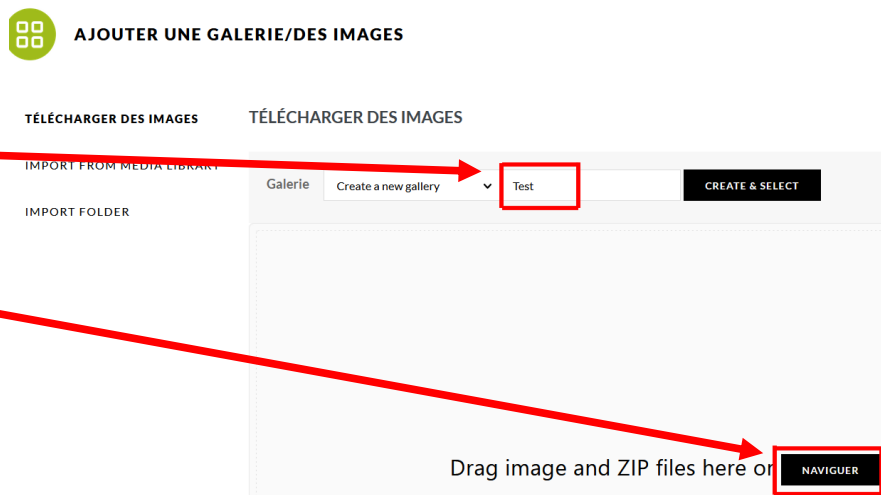 AJOUTER UNE GALERIE/DES IMAGES
TÉLÉCHARGER DES IMAGES
IMPORT FROM MEDIA LIBRARY
IMPORT FOLDER
TÉLÉCHARGER DES IMAGES
Galerie Create a new gallery Test CREATE & SELECT
Drag image and ZIP files here or NAVIGUER